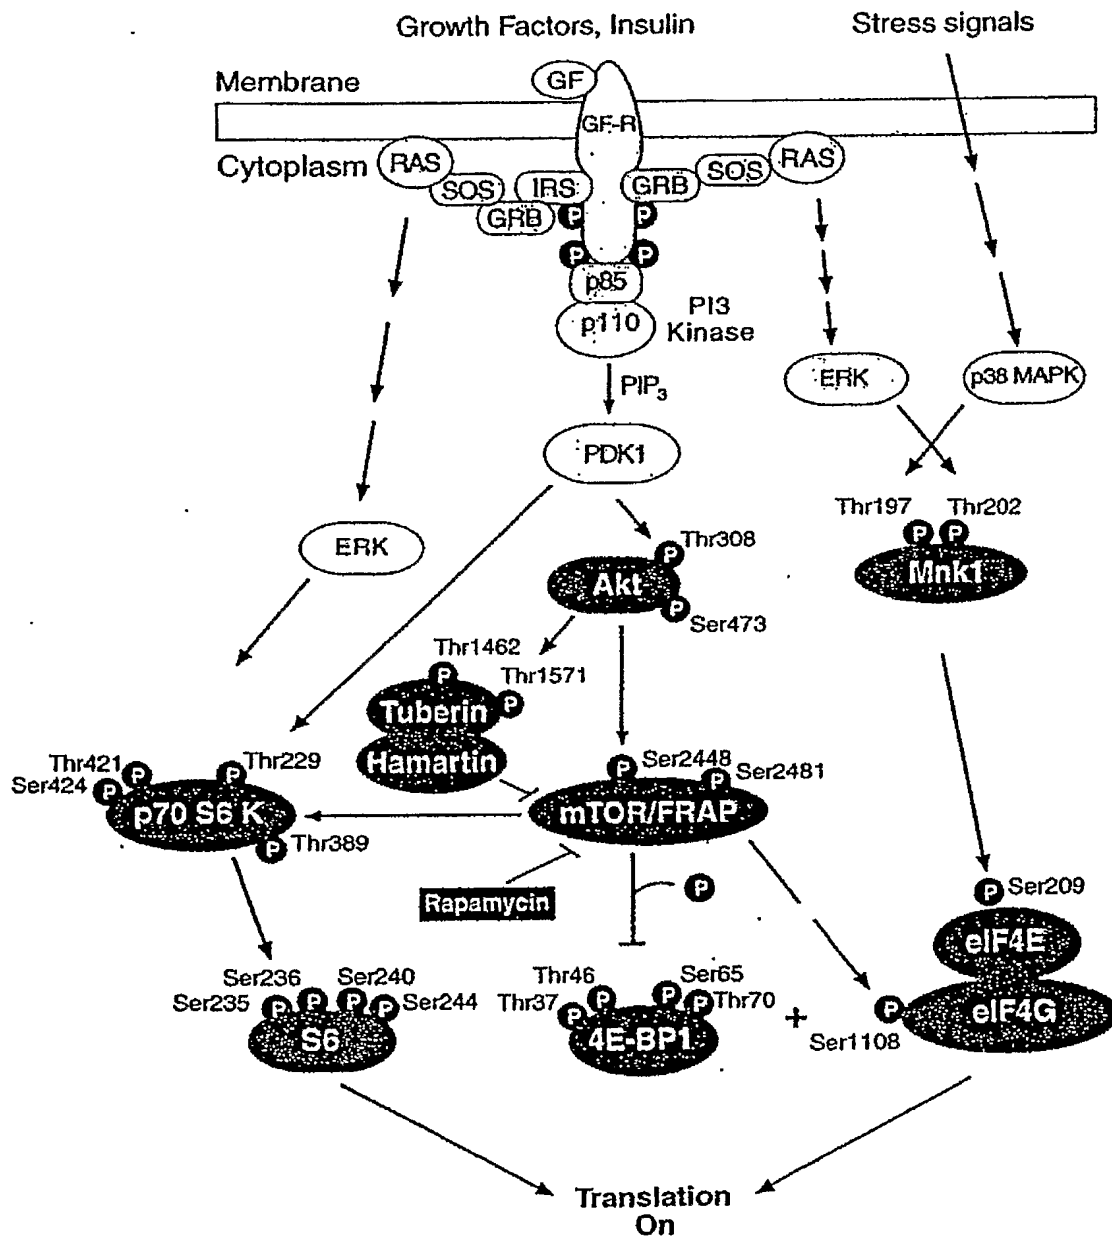 Growth Factors, Insulin
Stress signals
Membrane
GF
GF-R
Cytoplasm
RAS
SOS
IRS
GRB
GRB
SOS
RAS
P
P
P
P
p85
p110
PI3
Kinase
PIP3
ERK
p38 MAPK
PDK1
Thr197
Thr202
P
P
Mnk1
ERK
P
Thr308
Akt
P
Ser473
Thr1462
P
Thr1571
P
Tuberin
Hamartin
Thr421
P
Ser424
P
P
Thr229
p70 S6 K
P
Thr389
P
Ser2448
P
Ser2481
mTOR/FRAP
Rapamycin
P
P
Ser209
eIF4E
eIF4G
P
Ser1108
Ser236
Ser240
Ser235
Ser244
P
P
P
P
S6
Thr46
Ser65
Thr37
Thr70
P
P
P
P
4E-BP1
+
Translation
On